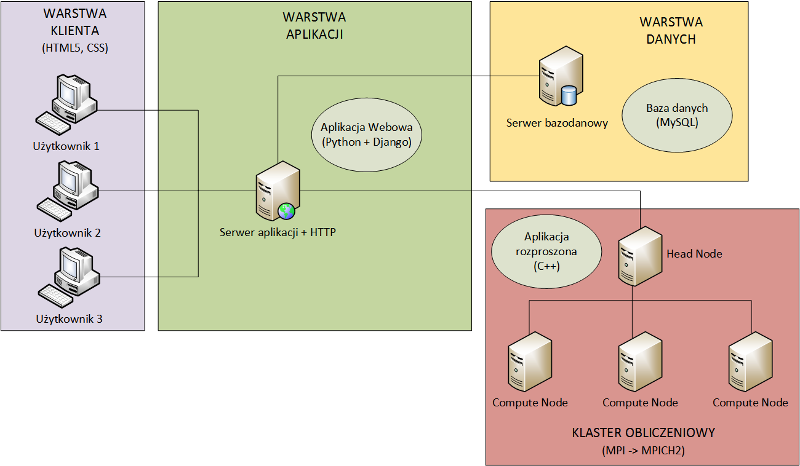 WARSTWA
KLIENTA
(HTML5, CSS)
Użytkownik 1
Użytkownik 2
Użytkownik 3
WARSTWA
APLIKACJI
Aplikacja Webowa
(Python + Django)
Serwer aplikacji + HTTP
WARSTWA
DANYCH
Serwer bazodanowy
Baza danych
(MySQL)
Aplikacja
rozproszona
(C++)
Head Node
Compute Node
Compute Node
Compute Node
KLASTER OBLICZENIOWY
(MPI -> MPICH2)